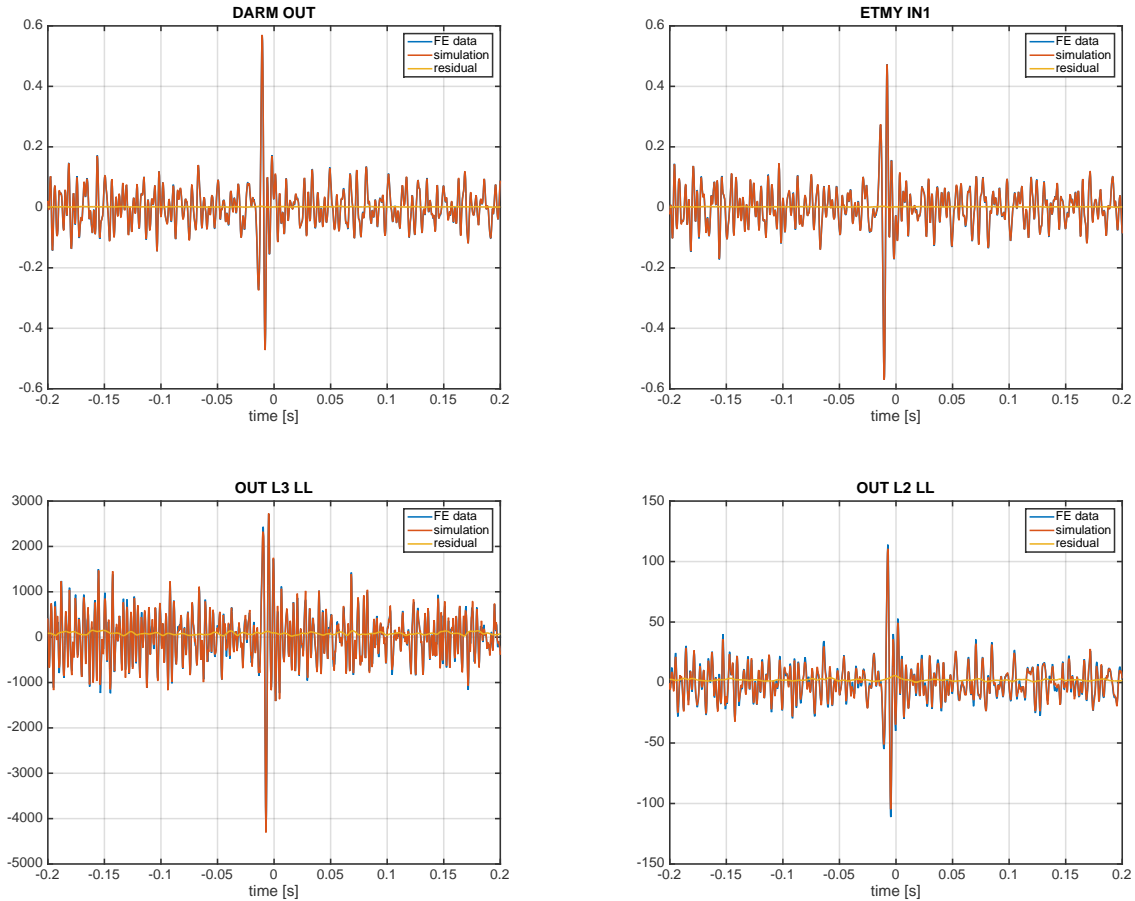 DARM OUT
0.6
0.4
0.2
0
-0.2
-0.4
-0.6
-0.2 -0.15 -0.1 -0.05 0 0.05 0.1 0.15 0.2
time [s]
FE data
simulation
residual
ETMY IN1
0.6
0.4
0.2
0
-0.2
-0.4
-0.6
-0.2 -0.15 -0.1 -0.05 0 0.05 0.1 0.15 0.2
time [s]
FE data
simulation
residual
OUT L3 LL
3000
2000
1000
0
-1000
-2000
-3000
-4000
-5000
-0.2 -0.15 -0.1 -0.05 0 0.05 0.1 0.15 0.2
time [s]
FE data
simulation
residual
OUT L2 LL
150
100
50
0
-50
-100
-150
-0.2 -0.15 -0.1 -0.05 0 0.05 0.1 0.15 0.2
time [s]
FE data
simulation
residual